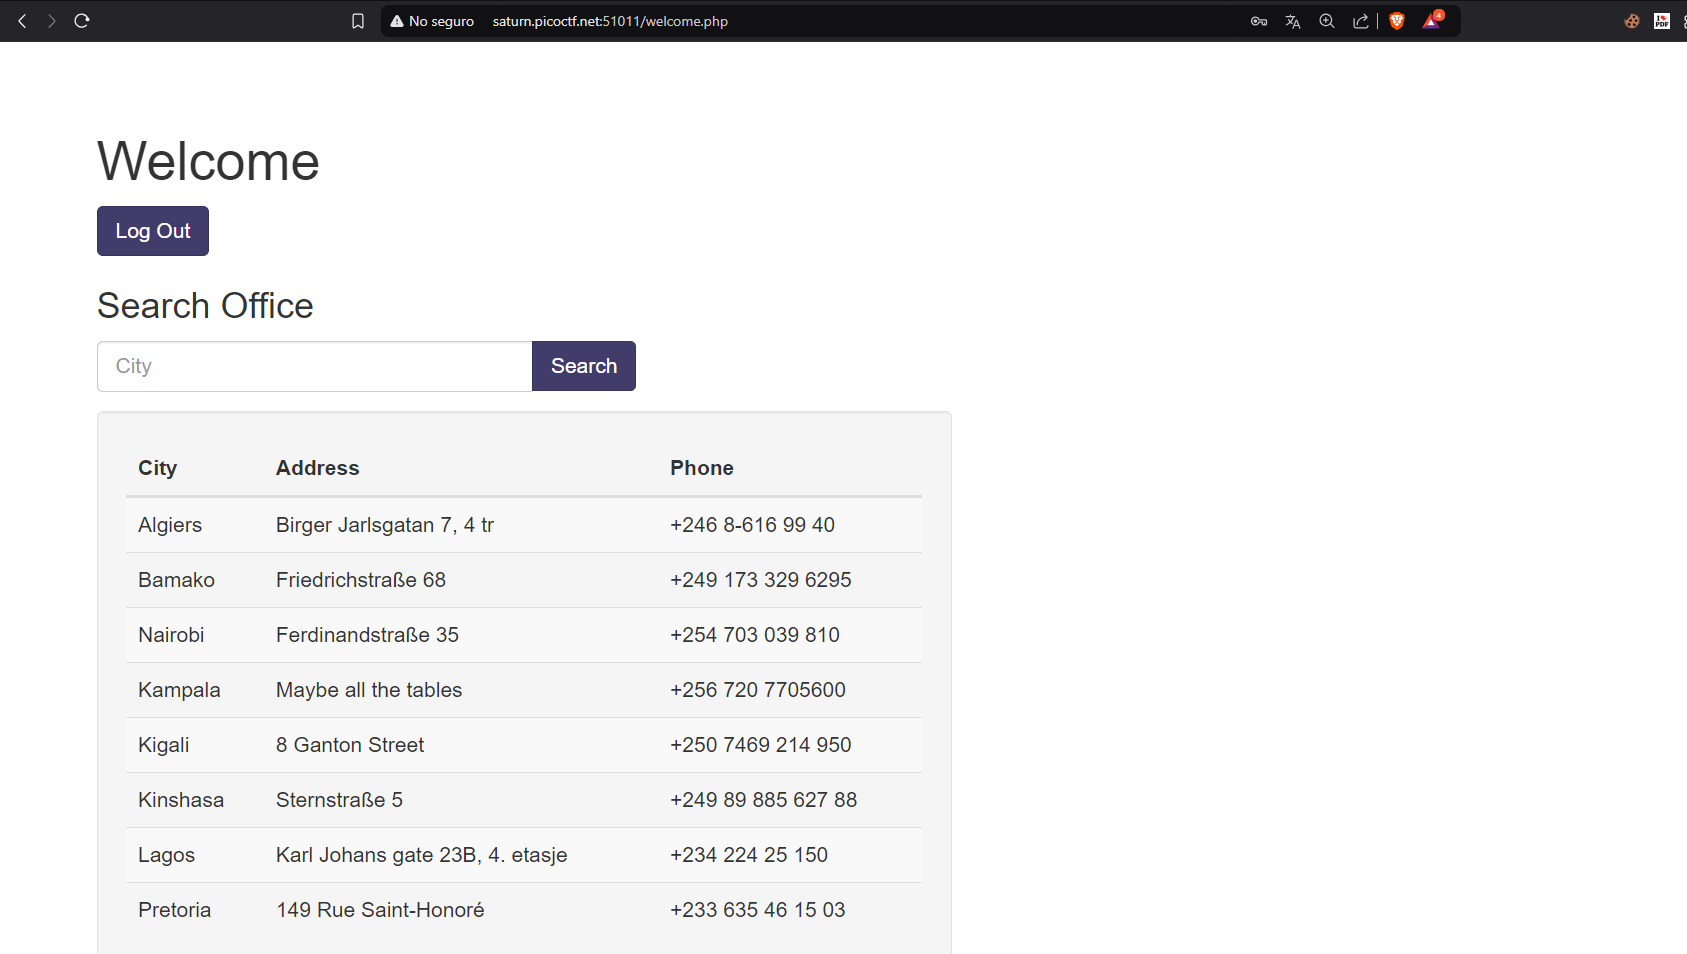 No seguro saturn.picoctf.net:51011/welcome.php 4
I PDF
Welcome
Log Out
Search Office
City Search
City Address Phone
Algiers Birger Jarlsgatan 7, 4 tr +246 8-616 99 40
Bamako Friedrichstraße 68 +249 173 329 6295
Nairobi Ferdinandstraße 35 +254 703 039 810
Kampala Maybe all the tables +256 720 7705600
Kigali 8 Ganton Street +250 7469 214 950
Kinshasa Sternstraße 5 +249 89 885 627 88
Lagos Karl Johans gate 23B, 4. etasje +234 224 25 150
Pretoria 149 Rue Saint-Honoré +233 635 46 15 03